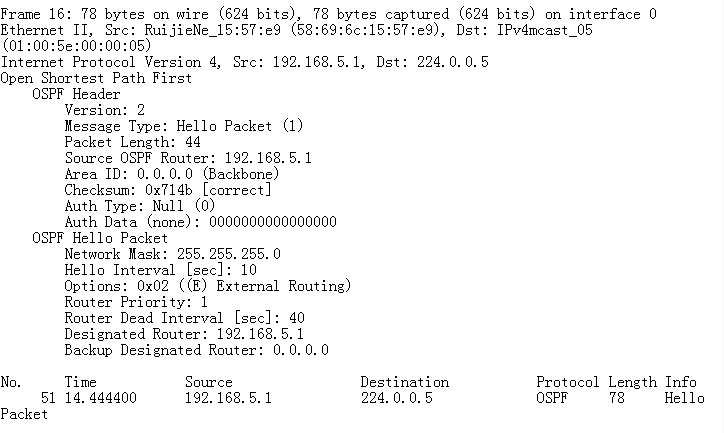 Frame 16: 78 bytes on wire (624 bits), 78 bytes captured (624 bits) on interface 0
Ethernet II, Src: RuijieNe_15:57:e9 (58:69:6c:15:57:e9), Dst: IPv4mcast_05
(01:00:5e:00:00:05)
Internet Protocol Version 4, Src: 192.168.5.1, Dst: 224.0.0.5
Open Shortest Path First
    OSPF Header
        Version: 2
        Message Type: Hello Packet (1)
        Packet Length: 44
        Source OSPF Router: 192.168.5.1
        Area ID: 0.0.0.0 (Backbone)
        Checksum: 0x714b [correct]
        Auth Type: Null (0)
        Auth Data (none): 0000000000000000
    OSPF Hello Packet
        Network Mask: 255.255.255.0
        Hello Interval [sec]: 10
        Options: 0x02 ((E) External Routing)
        Router Priority: 1
        Router Dead Interval [sec]: 40
        Designated Router: 192.168.5.1
        Backup Designated Router: 0.0.0.0
No.     Time           Source                Destination           Protocol Length Info
     51 14.444400      192.168.5.1           224.0.0.5             OSPF     78     Hello
Packet